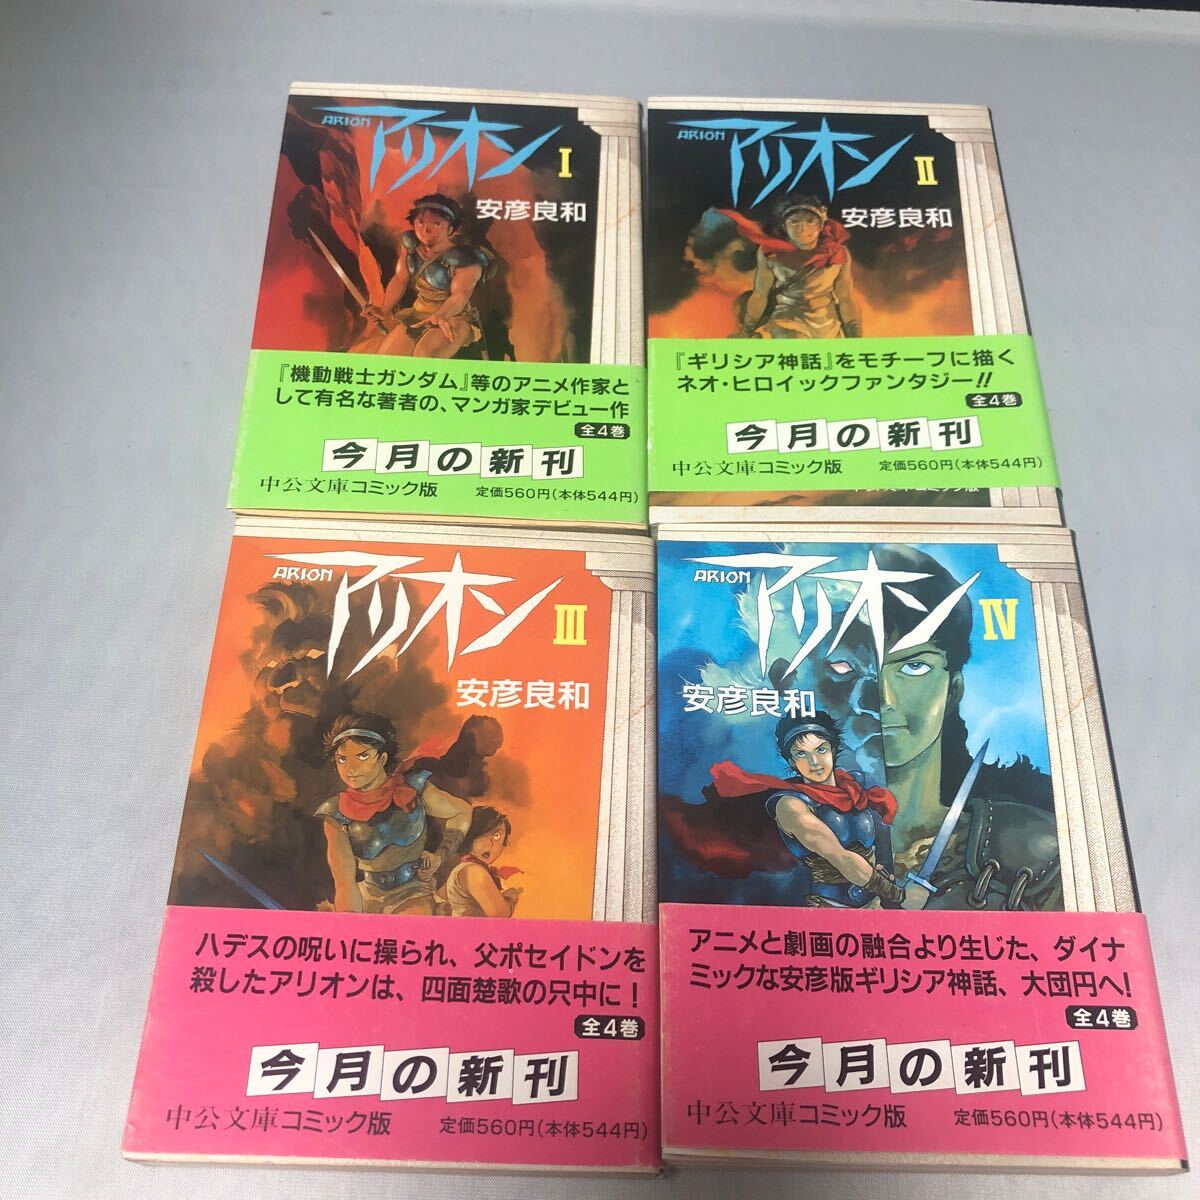 ARION
アリオン
I
安彦良和
『機動戦士ガンダム』等のアニメ作家と
して有名な著者の、マンガ家デビュー作
全4巻
今月の新刊
中公文庫コミック版
定価560円(本体544円)
ARION
アリオン
II
安彦良和
『ギリシア神話』をモチーフに描く
ネオ・ヒロイックファンタジー!!
全4巻
今月の新刊
中公文庫コミック版
定価560円(本体544円)
中公文庫コミック版
ARION
アリオン
III
安彦良和
ハデスの呪いに操られ、父ポセイドンを
殺したアリオンは、四面楚歌の只中に!
全4巻
今月の新刊
中公文庫コミック版
定価560円(本体544円)
ARION
アリオン
IV
安彦良和
アニメと劇画の融合より生じた、ダイナ
ミックな安彦版ギリシア神話、大団円へ!
全4巻
今月の新刊
中公文庫コミック版
定価560円(本体544円)